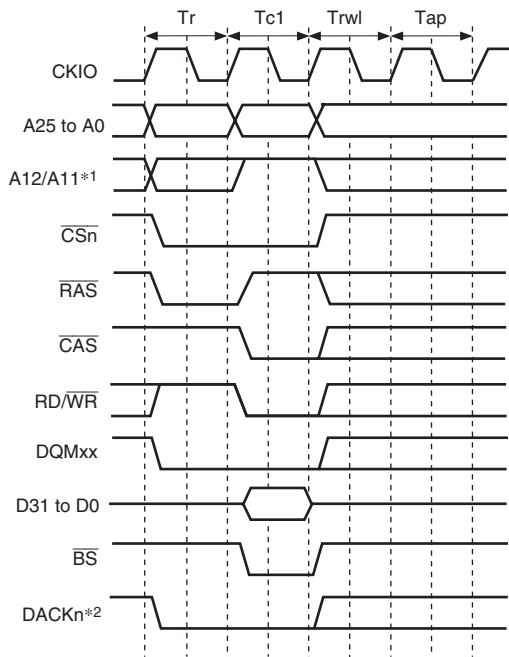 Tr Tc1 Trwl Tap
CKIO
A25 to A0
A12/A11*1
CSn
RAS
CAS
RD/WR
DQMxx
D31 to D0
BS
DACKn*2